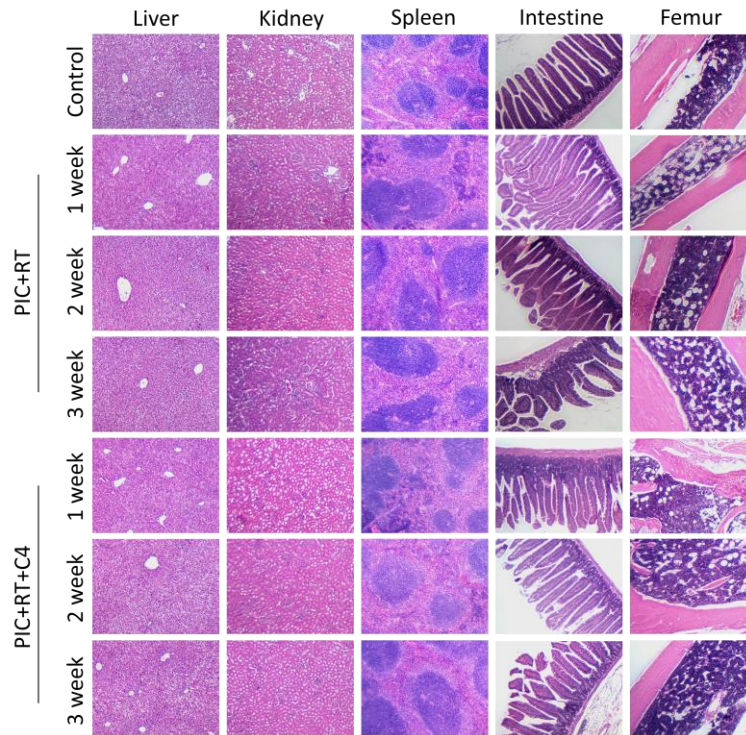 Liver Kidney Spleen Intestine Femur
Control
PIC+RT
1 week
2 week
3 week
PIC+RT+C4
1 week
2 week
3 week